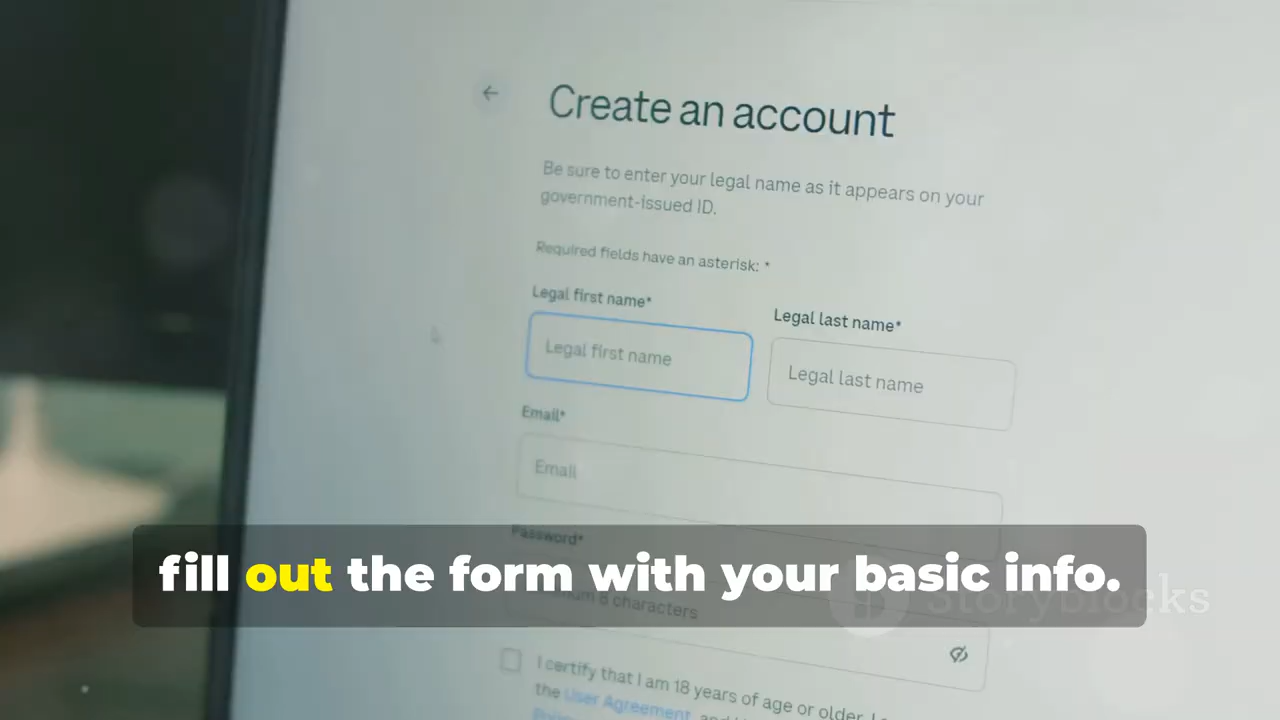 Create an account
Be sure to enter your legal name as it appears on your
government-issued ID.
Required fields have an asterisk: *
Legal first name*
Legal last name*
Legal first name
Legal last name
Email*
Email
Password*
fill out the form with your basic info.
8 characters
Storyblocks
I certify that I am 18 years of age or older, I
the User Agreement, and